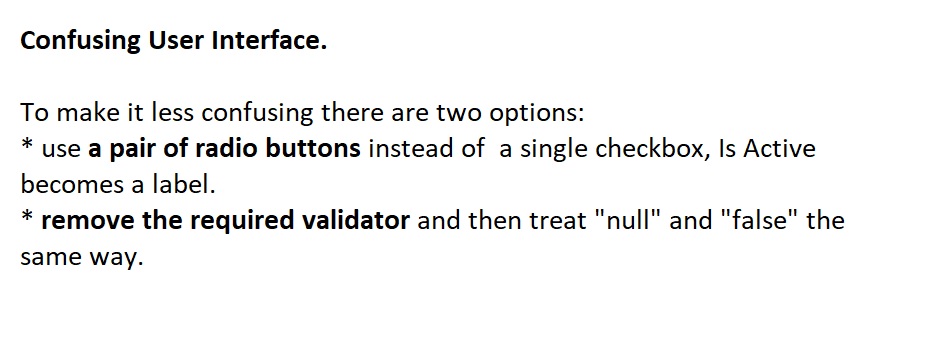 Confusing User Interface.
To make it less confusing there are two options:
* use a pair of radio buttons instead of  a single checkbox, Is Active
becomes a label.
* remove the required validator and then treat "null" and "false" the
same way.